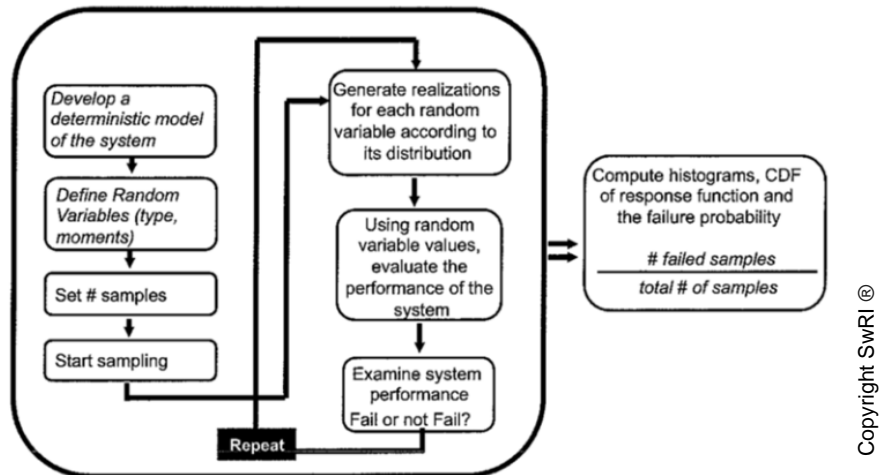 Develop a
deterministic model
of the system
Define Random
Variables (type,
moments)
Set # samples
Start sampling
Generate realizations
for each random
variable according to
its distribution
Using random
variable values,
evaluate the
performance of the
system
Examine system
performance
Fail or not Fail?
Repeat
Compute histograms, CDF
of response function and
the failure probability
# failed samples
total # of samples
Copyright SwRI ®